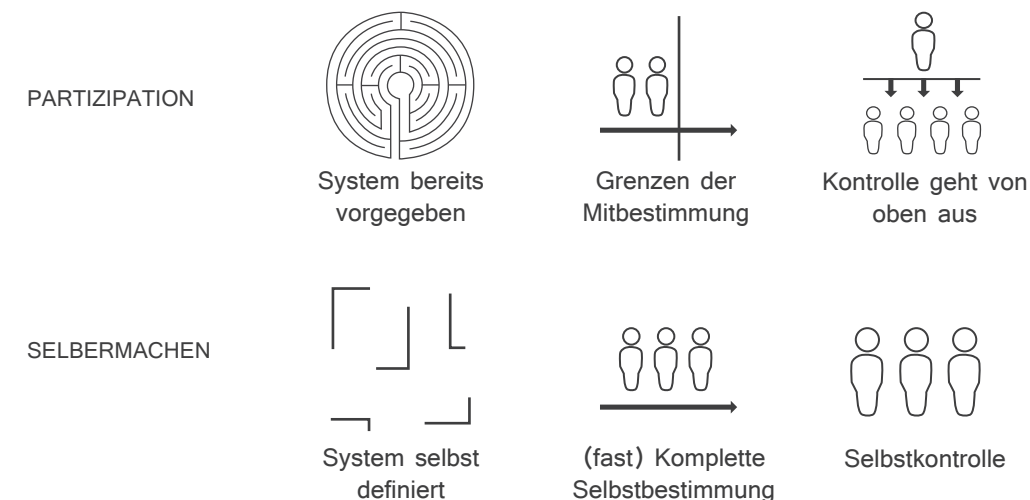 PARTIZIPATION
System bereits
vorgegeben
Grenzen der
Mitbestimmung
Kontrolle geht von
oben aus
SELBERMACHEN
System selbst
definiert
(fast) Komplette
Selbstbestimmung
Selbstkontrolle